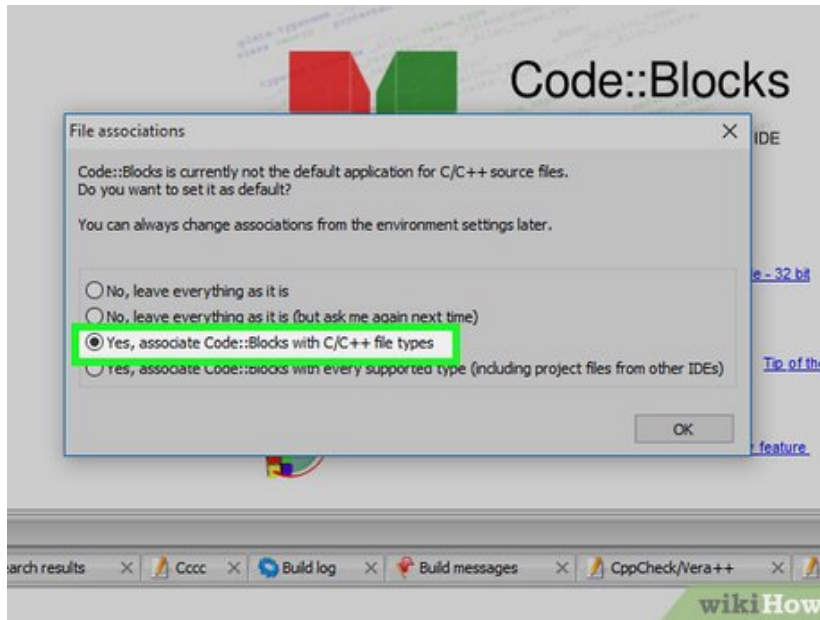 Code::Blocks
IDE
File associations
Code::Blocks is currently not the default application for C/C++ source files.
Do you want to set it as default?
You can always change associations from the environment settings later.
No, leave everything as it is
No, leave everything as it is (but ask me again next time)
Yes, associate Code::Blocks with C/C++ file types
Yes, associate Code::Blocks with every supported type (including project files from other IDEs)
OK
e - 32 bit
Tip of the
feature
earch results
Cccc
Build log
Build messages
CppCheck/Vera++
wikiHow